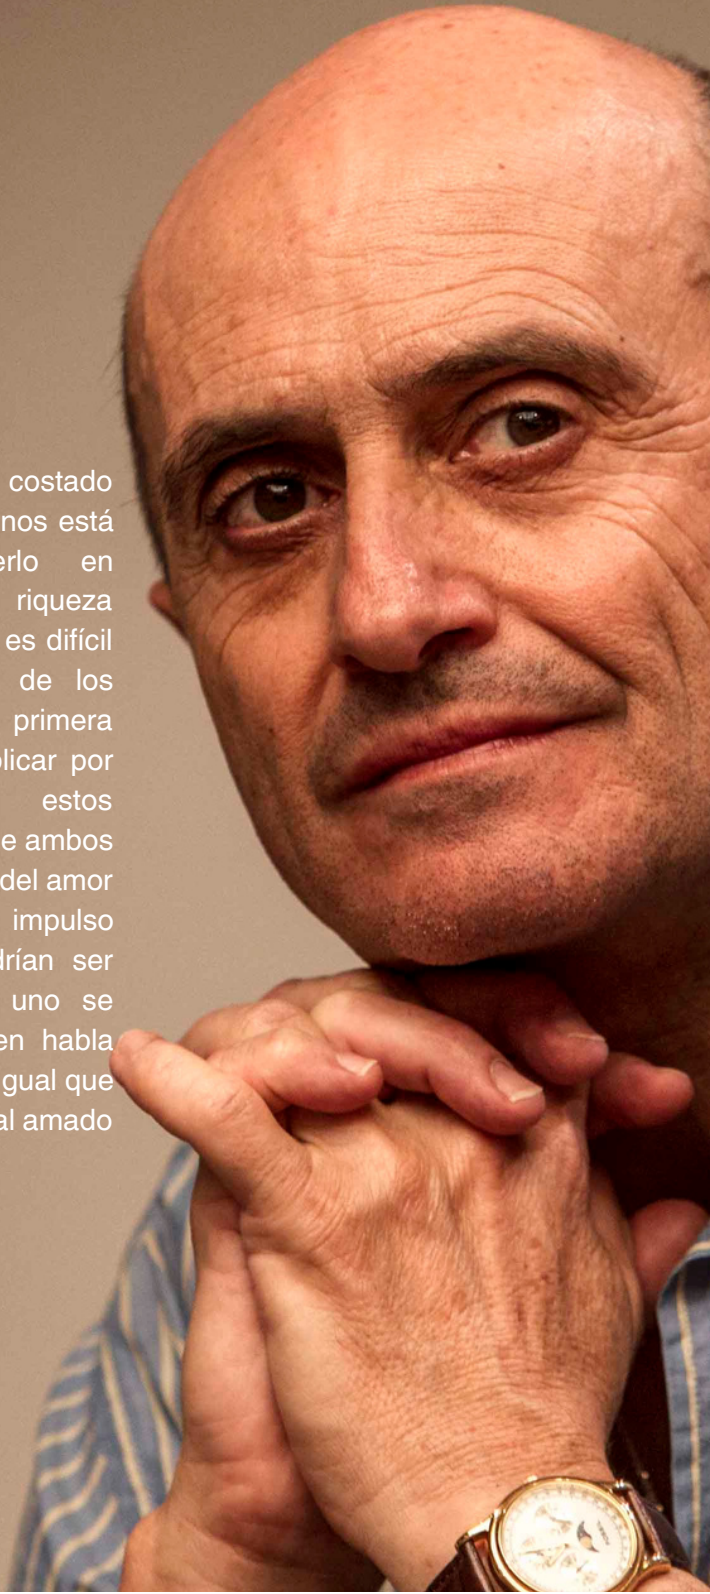 costado
nos está
erlo en
riqueza
es difícil
de los
primera
licar por
estos
e ambos
del amor
impulso
drían ser
uno se
en habla
gual que
al amado